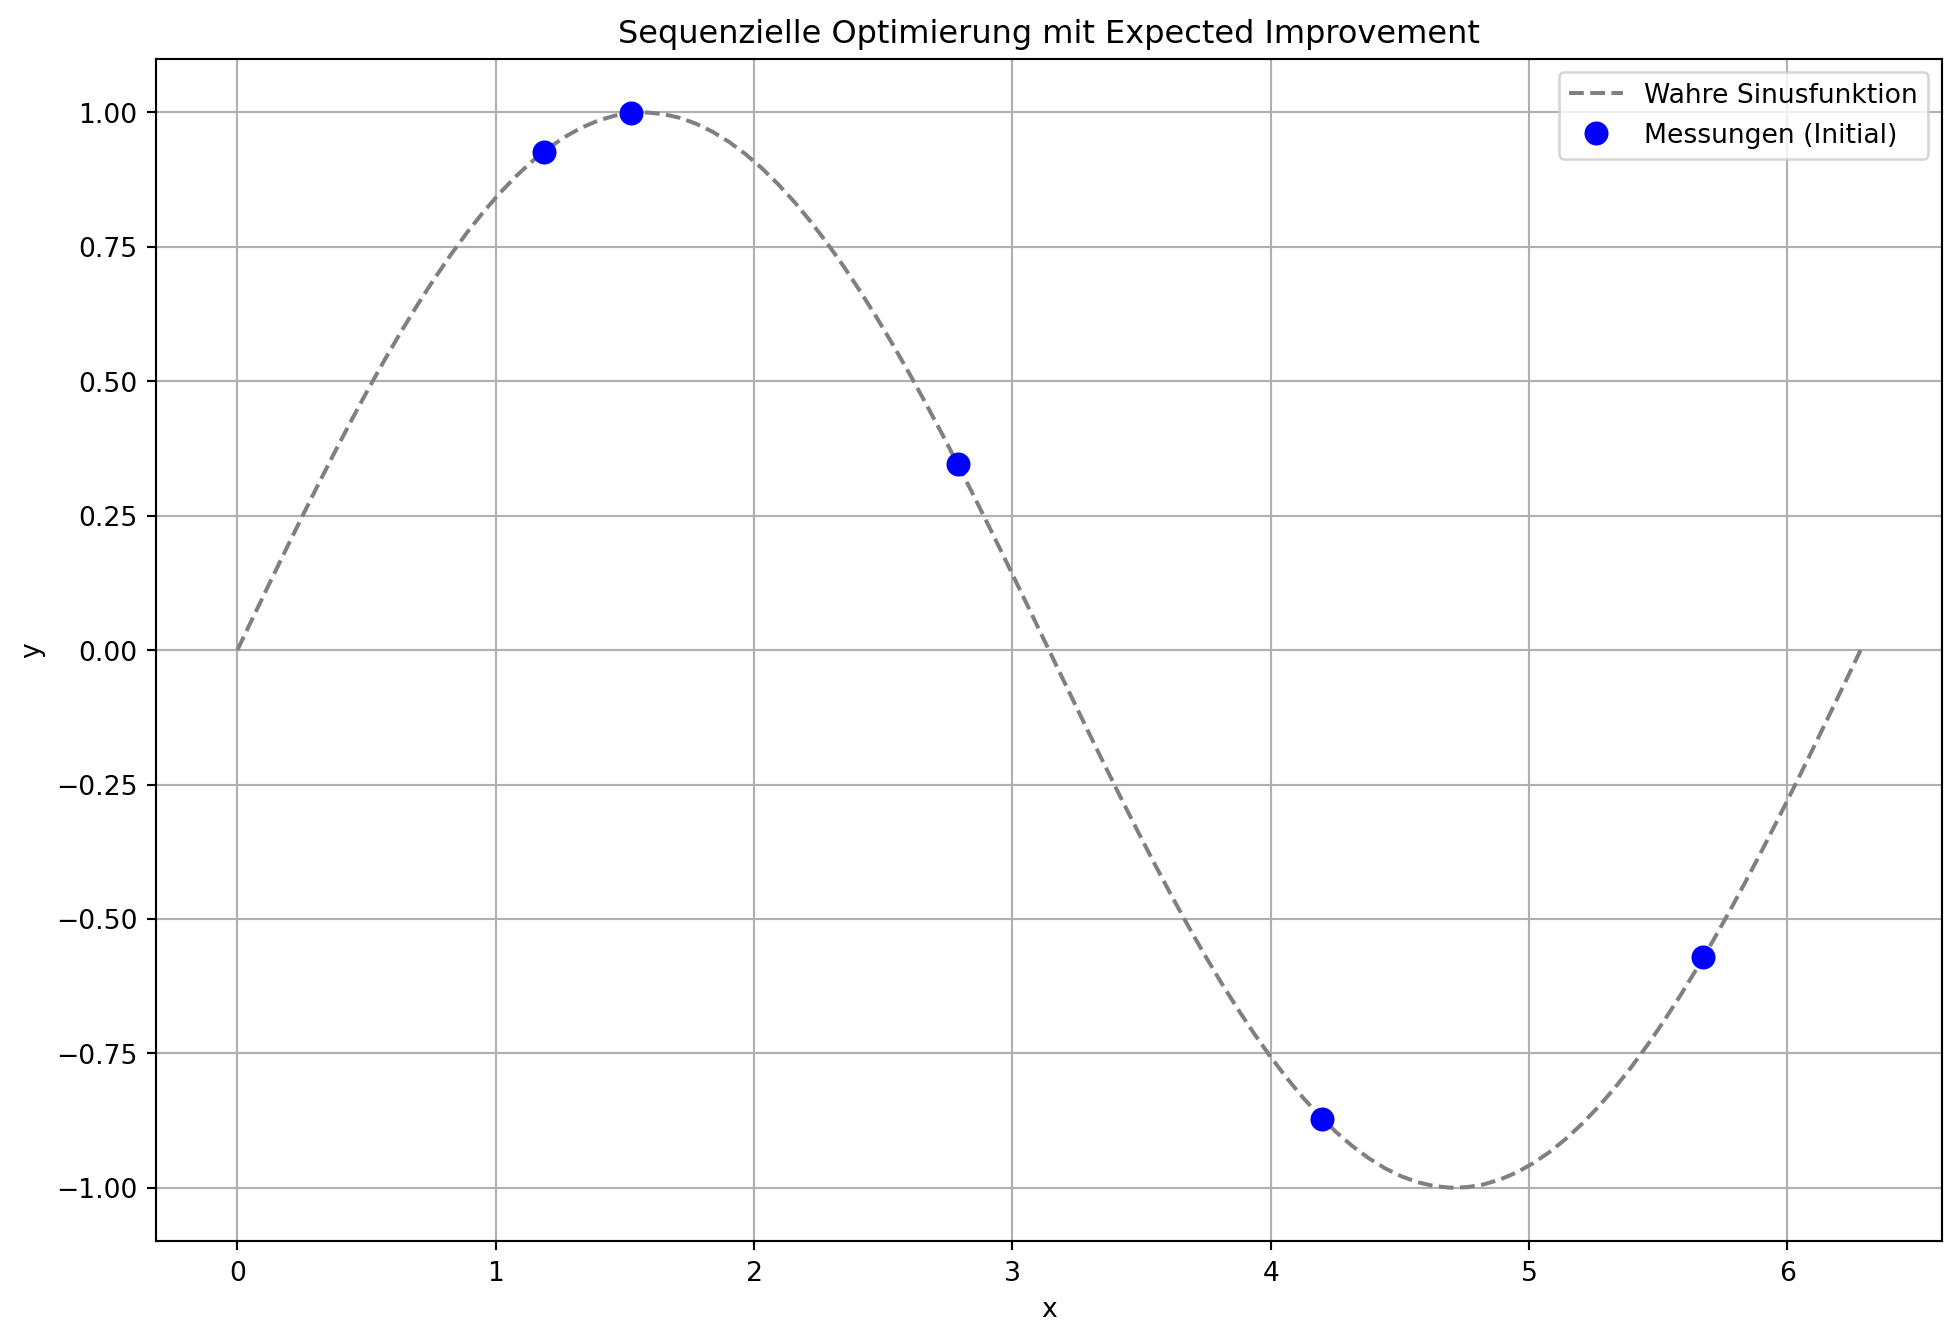 Sequenzielle Optimierung mit Expected Improvement
Wahre Sinusfunktion
Messungen (Initial)
1.00
0.75
0.50
0.25
0.00
−0.25
−0.50
−0.75
−1.00
y
0 1 2 3 4 5 6
x